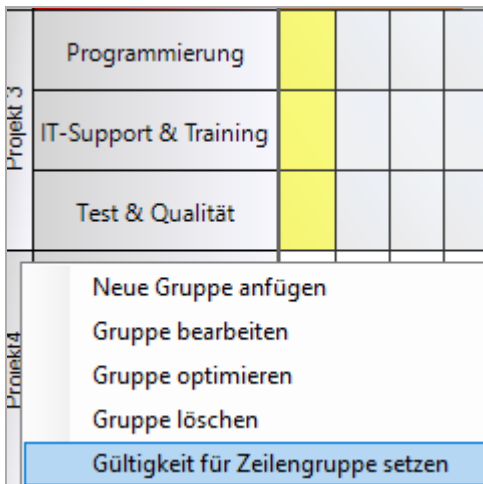 Projekt 3
Programmierung
IT-Support & Training
Test & Qualität
Projekt4
Neue Gruppe anfügen
Gruppe bearbeiten
Gruppe optimieren
Gruppe löschen
Gültigkeit für Zeilengruppe setzen